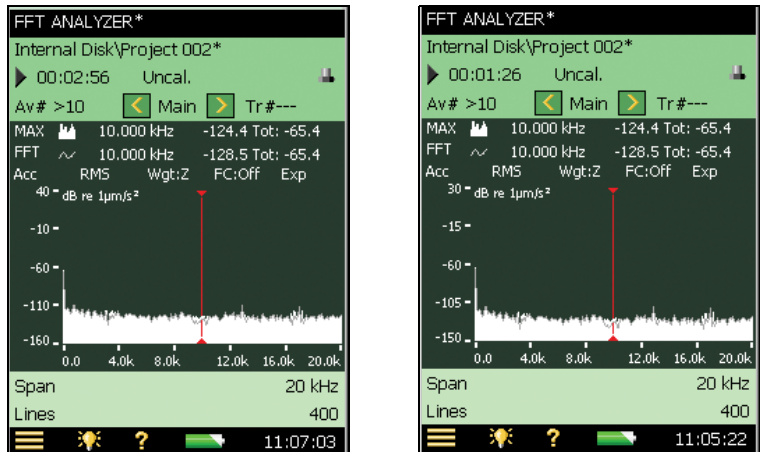 FFT ANALYZER*
Internal Disk\Project 002*
00:02:56 Uncal.
Av# >10 < Main > Tr#---
MAX 10.000 kHz -124.4 Tot: -65.4
FFT 10.000 kHz -128.5 Tot: -65.4
Acc RMS Wgt:Z FC:Off Exp
40
dB re 1µm/s²
-10
-60
-110
-160
0.0 4.0k 8.0k 12.0k 16.0k 20.0k
Span 20 kHz
Lines 400
? 11:07:03
FFT ANALYZER*
Internal Disk\Project 002*
00:01:26 Uncal.
Av# >10 < Main > Tr#---
MAX 10.000 kHz -124.4 Tot: -65.4
FFT 10.000 kHz -128.5 Tot: -65.4
Acc RMS Wgt:Z FC:Off Exp
30
dB re 1µm/s²
-15
-60
-105
-150
0.0 4.0k 8.0k 12.0k 16.0k 20.0k
Span 20 kHz
Lines 400
? 11:05:22